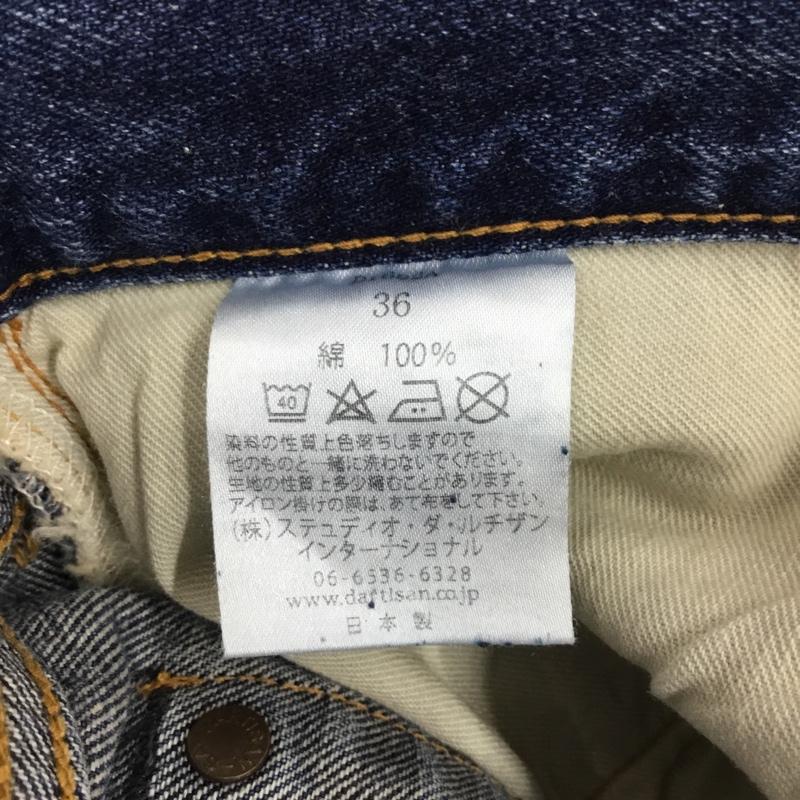 36
綿 100%
40
染料の性質上色落ちしますので
他のものと一緒に洗わないでください。
生地の性質上多少縮むことがあります。
アイロン掛けの際は、あて布をして下さい。
(株)ステュディオ・ダ・ルチザン
インターナショナル
06-6536-6328
www.dartisan.co.jp
日本製